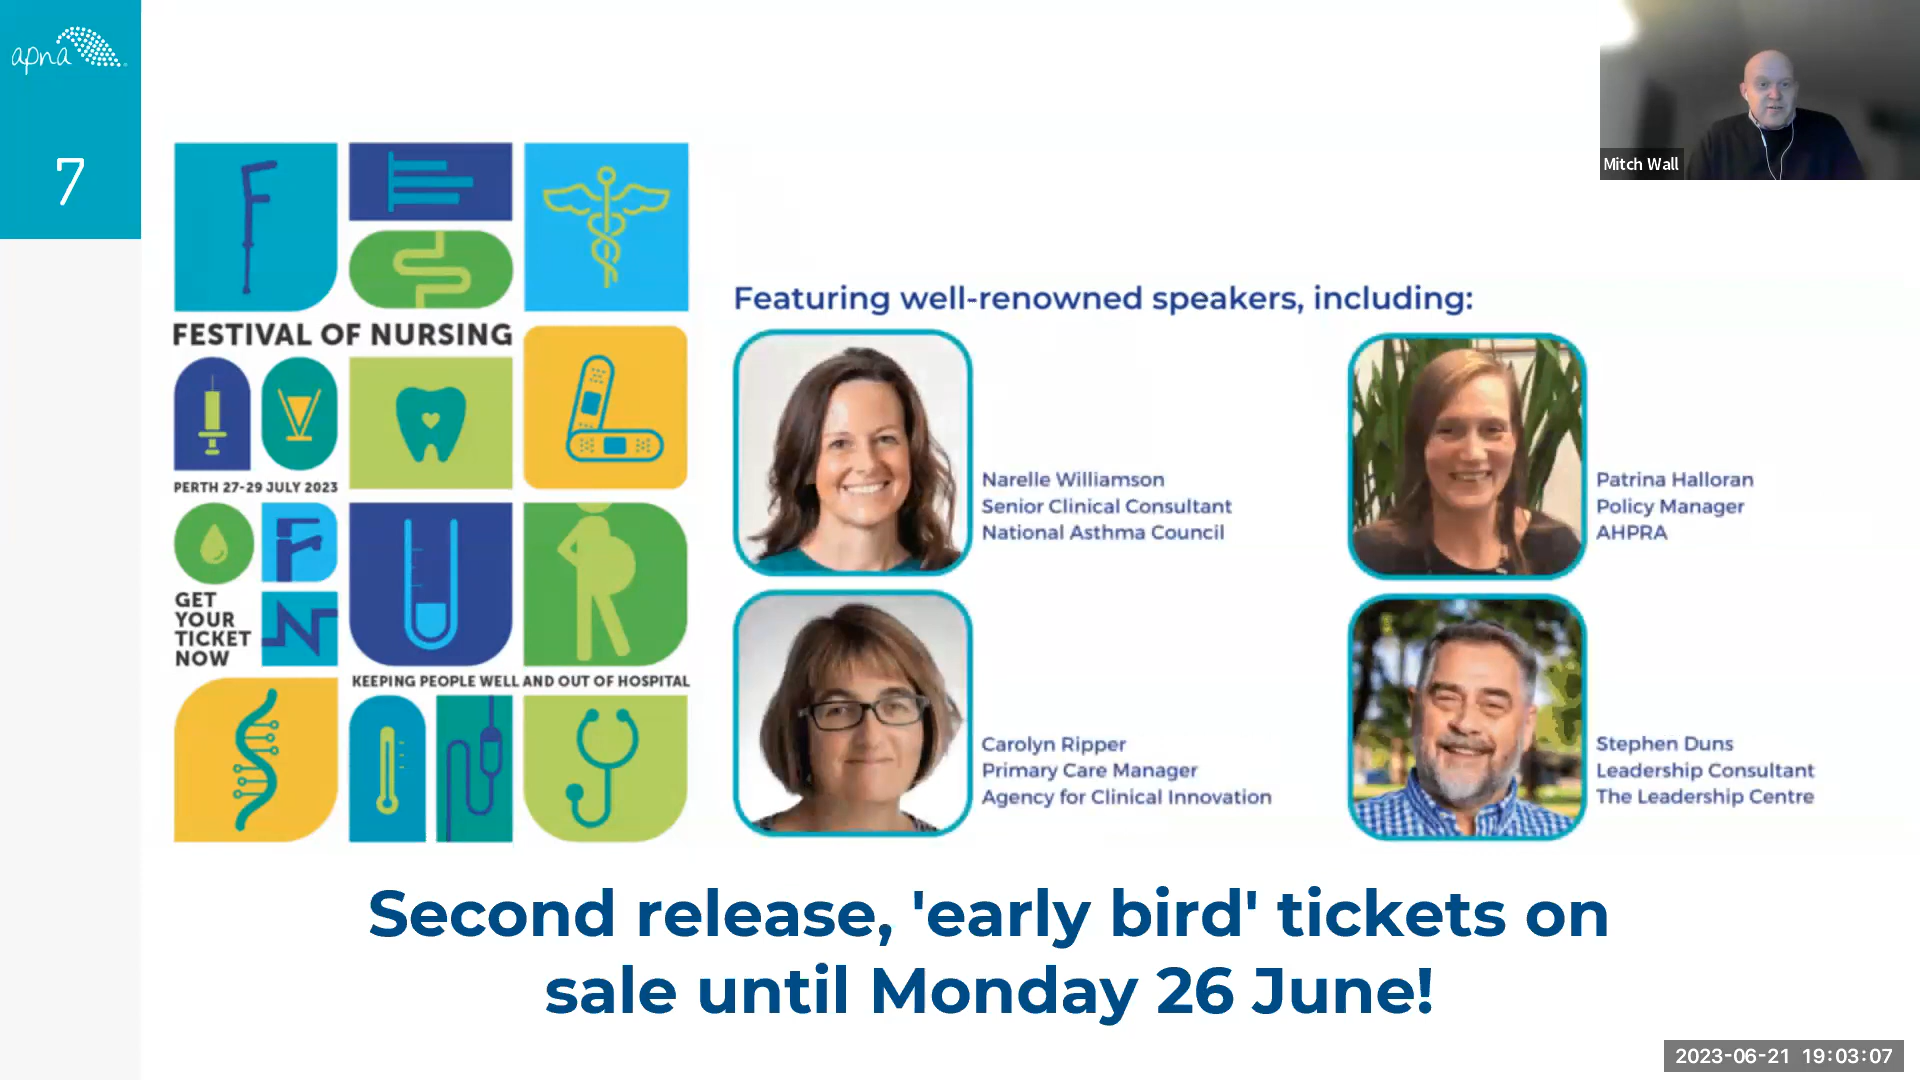 apna
7
Mitch Wall
FESTIVAL OF NURSING
PERTH 27-29 JULY 2023
GET
YOUR
TICKET
NOW
KEEPING PEOPLE WELL AND OUT OF HOSPITAL
Featuring well-renowned speakers, including:
Narelle Williamson
Senior Clinical Consultant
National Asthma Council
Patrina Halloran
Policy Manager
AHPRA
Carolyn Ripper
Primary Care Manager
Agency for Clinical Innovation
Stephen Duns
Leadership Consultant
The Leadership Centre
Second release, 'early bird' tickets on
sale until Monday 26 June!
2023-06-21 19:03:07